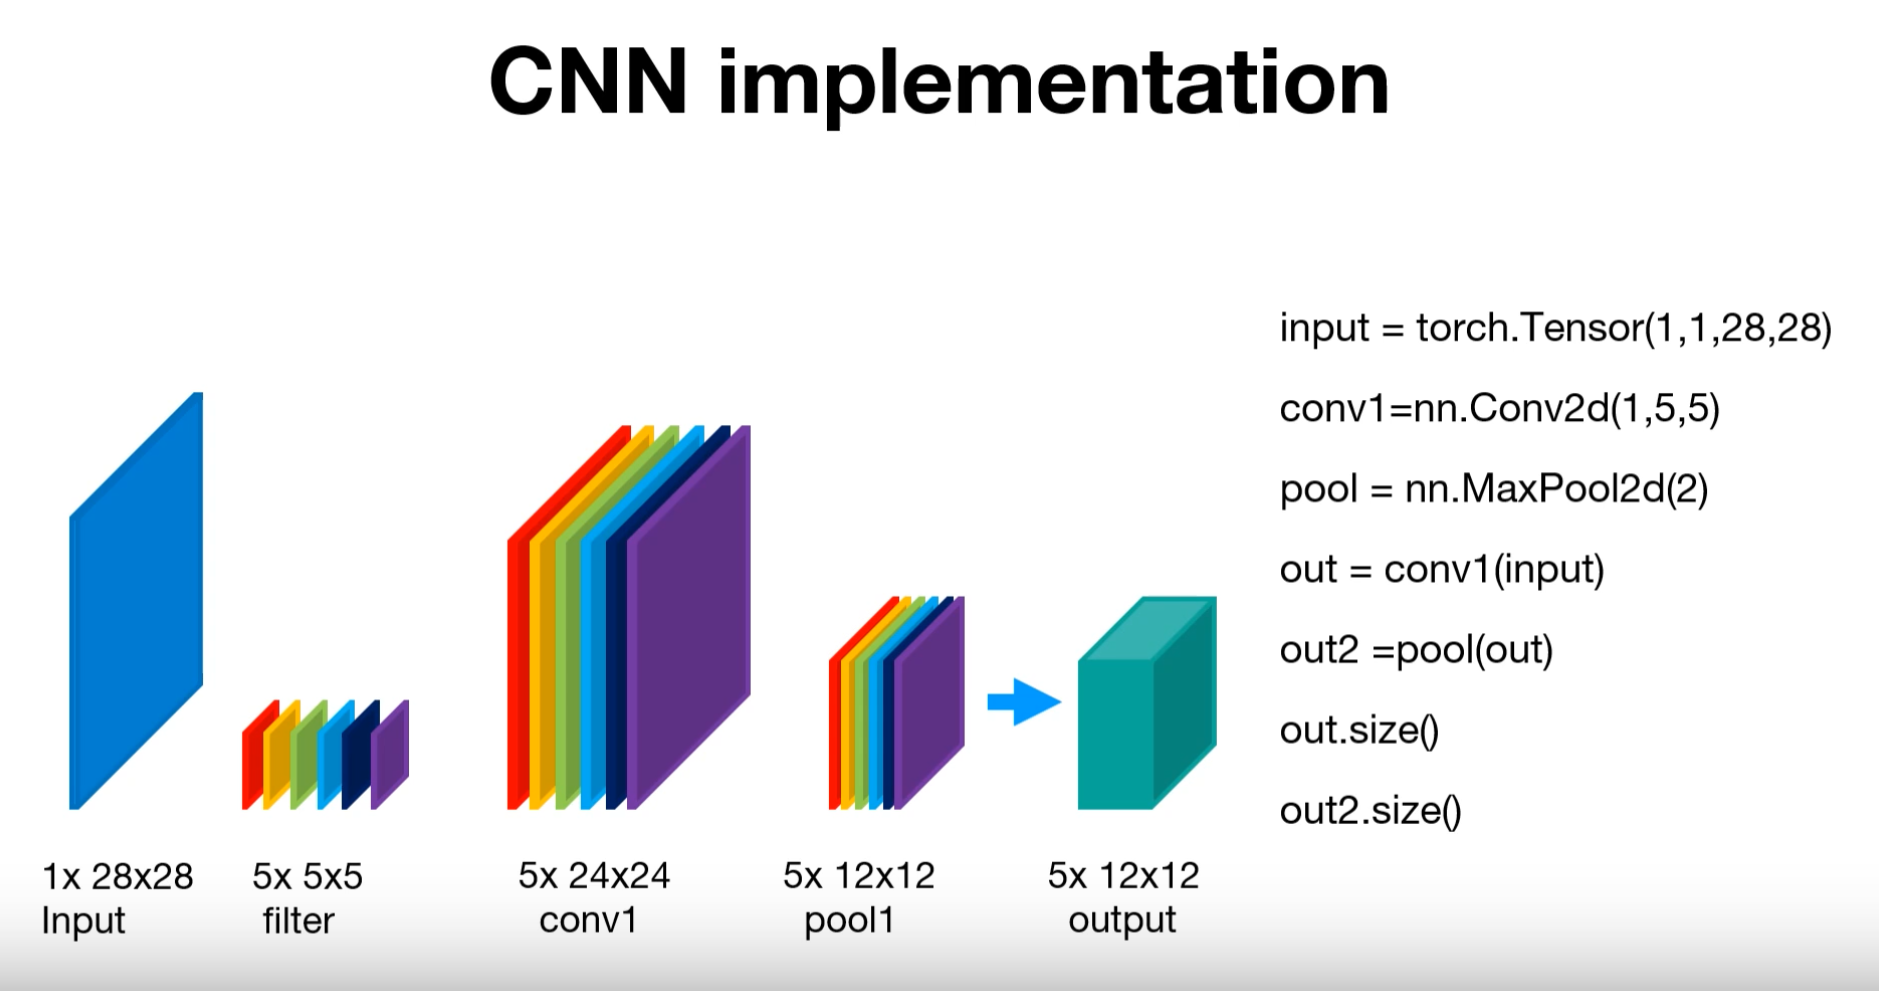 CNN implementation
input = torch.Tensor(1,1,28,28)
conv1=nn.Conv2d(1,5,5)
pool = nn.MaxPool2d(2)
out = conv1(input)
out2 =pool(out)
out.size()
out2.size()
1x 28x28
Input
5x 5x5
filter
5x 24x24
conv1
5x 12x12
pool1
5x 12x12
output